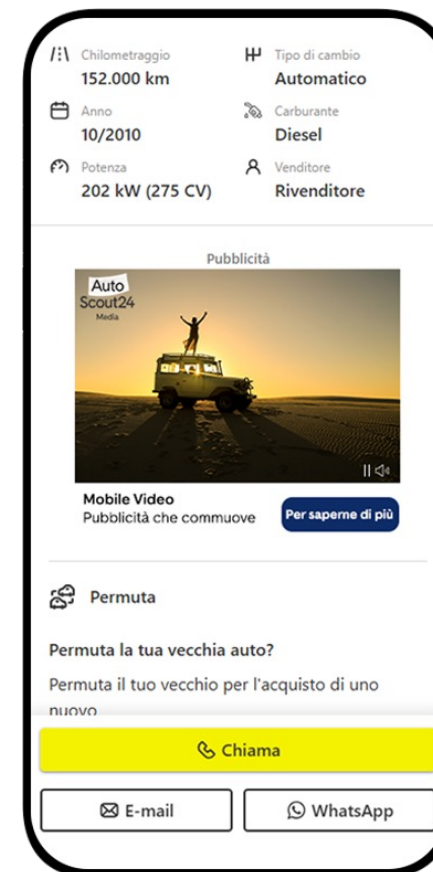 Chilometraggio
152.000 km
Tipo di cambio
Automatico
Anno
10/2010
Carburante
Diesel
Potenza
202 kW (275 CV)
Venditore
Rivenditore
Pubblicità
Auto
Scout24
Media
Mobile Video
Pubblicità che commuove
Per saperne di più
Permuta
Permuta la tua vecchia auto?
Permuta il tuo vecchio per l'acquisto di uno
nuovo
Chiama
E-mail
WhatsApp